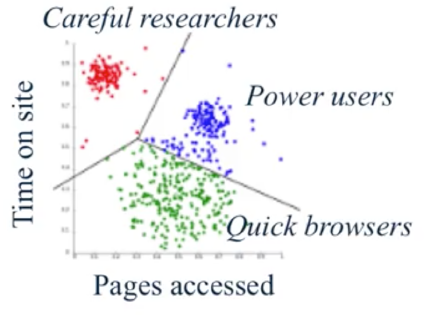 Careful researchers
Power users
Time on site
Quick browsers
Pages accessed